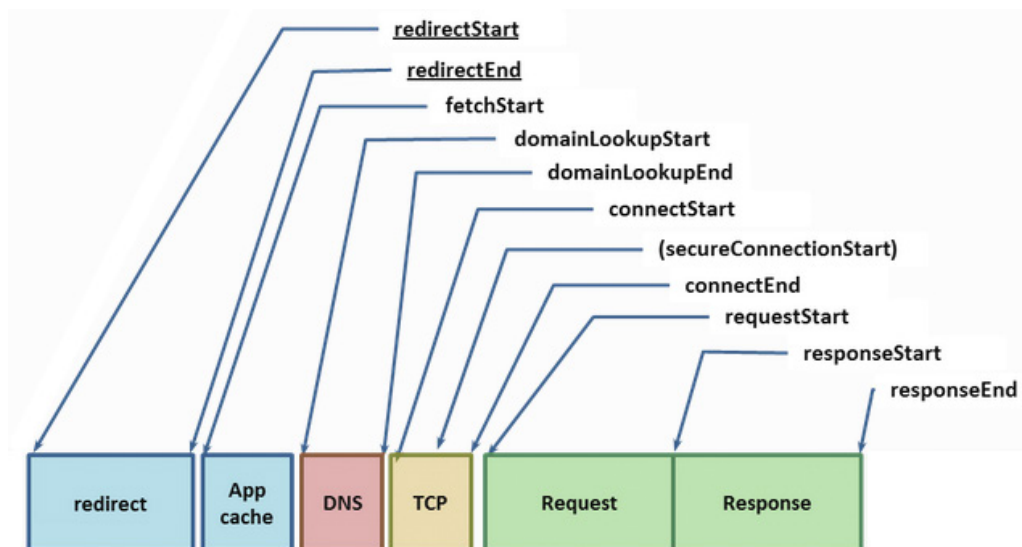 redirectStart
redirectEnd
fetchStart
domainLookupStart
domainLookupEnd
connectStart
(secureConnectionStart)
connectEnd
requestStart
responseStart
responseEnd
redirect
App
cache
DNS
TCP
Request
Response